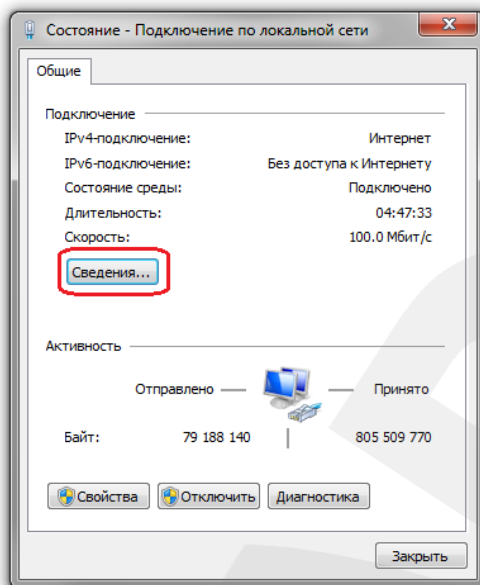 Состояние - Подключение по локальной сети
Общие
Подключение
IPv4-подключение: Интернет
IPv6-подключение: Без доступа к Интернету
Состояние среды: Подключено
Длительность: 04:47:33
Скорость: 100.0 Мбит/с
Сведения...
Активность
Отправлено — — Принято
Байт: 79 188 140 | 805 509 770
Свойства Отключить Диагностика
Закрыть